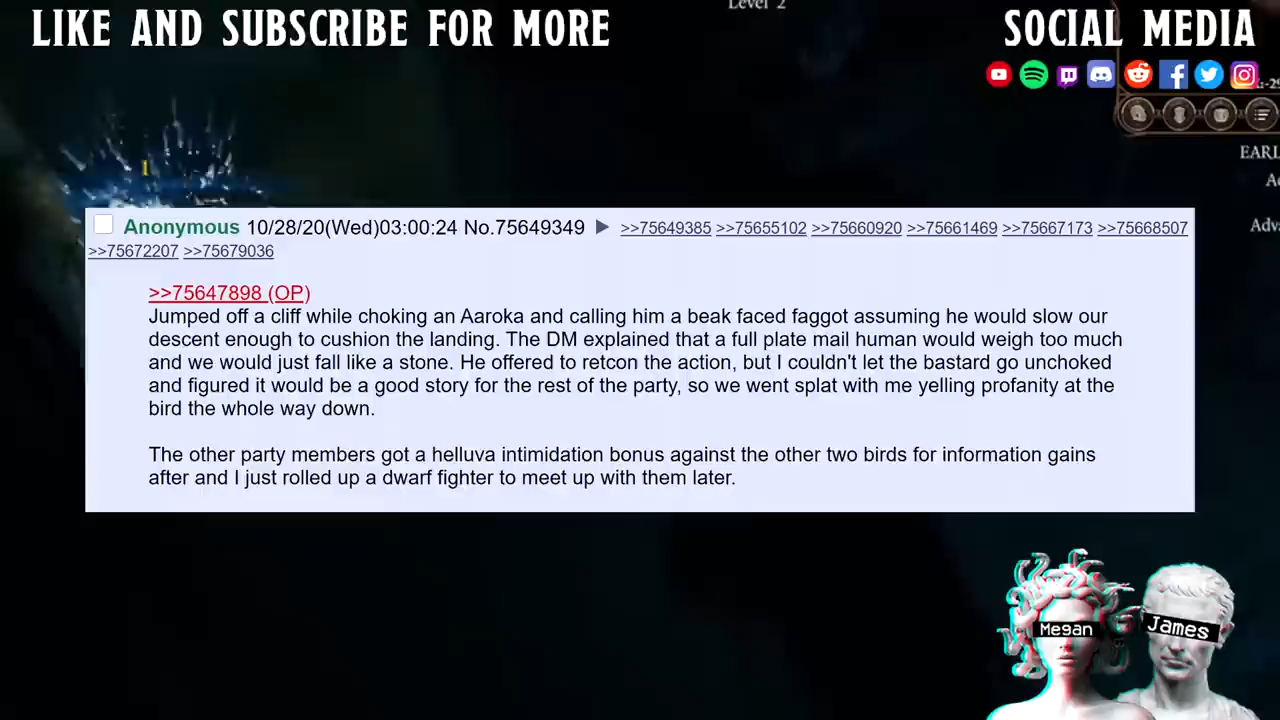 Level 2
LIKE AND SUBSCRIBE FOR MORE
SOCIAL MEDIA
1
EARL
Adva
Anonymous 10/28/20(Wed)03:00:24 No.75649349 ▶ >>75649385 >>75655102 >>75660920 >>75661469 >>75667173 >>75668507
>>75672207 >>75679036
>>75647898 (OP)
Jumped off a cliff while choking an Aaroka and calling him a beak faced faggot assuming he would slow our
descent enough to cushion the landing. The DM explained that a full plate mail human would weigh too much
and we would just fall like a stone. He offered to retcon the action, but I couldn't let the bastard go unchoked
and figured it would be a good story for the rest of the party, so we went splat with me yelling profanity at the
bird the whole way down.
The other party members got a helluva intimidation bonus against the other two birds for information gains
after and I just rolled up a dwarf fighter to meet up with them later.
Megan
James